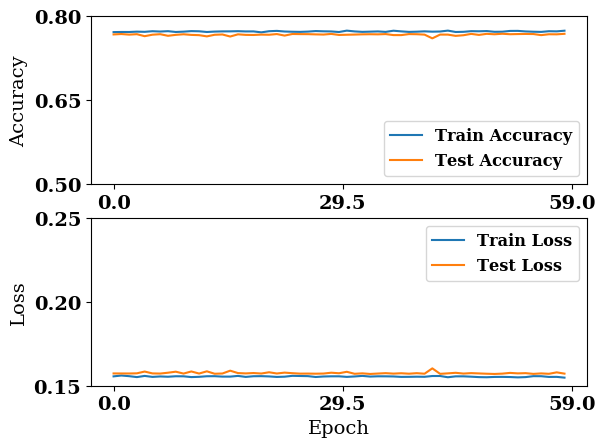 0.80
0.65
0.50
Accuracy
Train Accuracy
Test Accuracy
0.0 29.5 59.0
0.25
0.20
0.15
Loss
Train Loss
Test Loss
0.0 29.5 59.0
Epoch